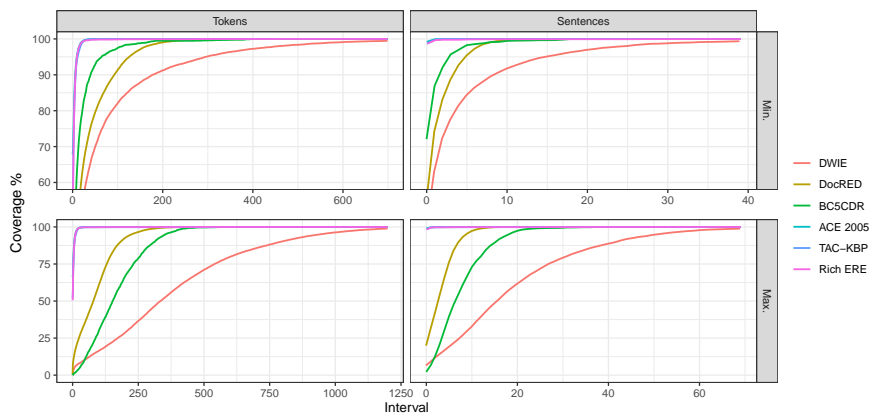 Tokens Sentences
100
90
80
70
60
Min.
0 200 400 600 0 10 20 30 40
Coverage %
100
75
50
25
0
Max.
0 250 500 750 1000 1250 0 20 40 60
Interval
DWIE
DocRED
BC5CDR
ACE 2005
TAC−KBP
Rich ERE